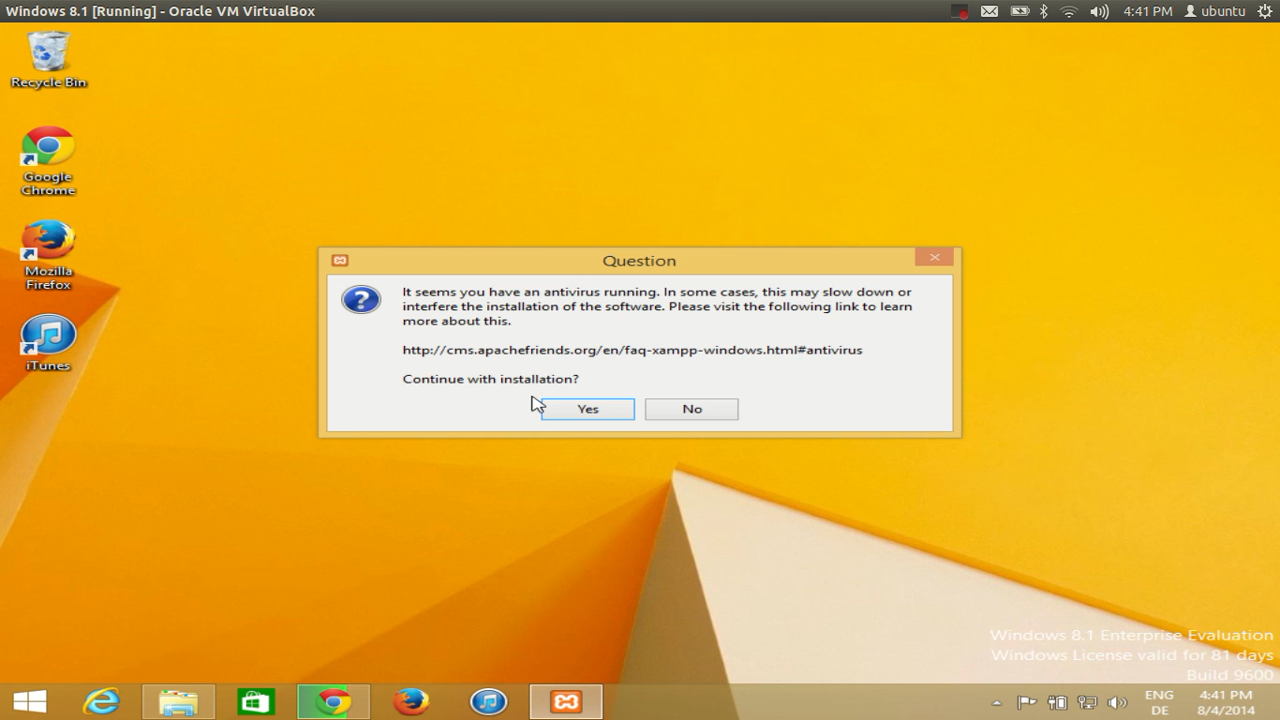 Windows 8.1 [Running] - Oracle VM VirtualBox
4:41 PM
ubuntu
Recycle Bin
Google
Chrome
Mozilla
Firefox
iTunes
Question
It seems you have an antivirus running. In some cases, this may slow down or
interfere the installation of the software. Please visit the following link to learn
more about this.
http://cms.apachefriends.org/en/faq-xampp-windows.html#antivirus
Continue with installation?
Yes
No
Windows 8.1 Enterprise Evaluation
Windows License valid for 81 days
Build 9600
ENG
DE
4:41 PM
8/4/2014